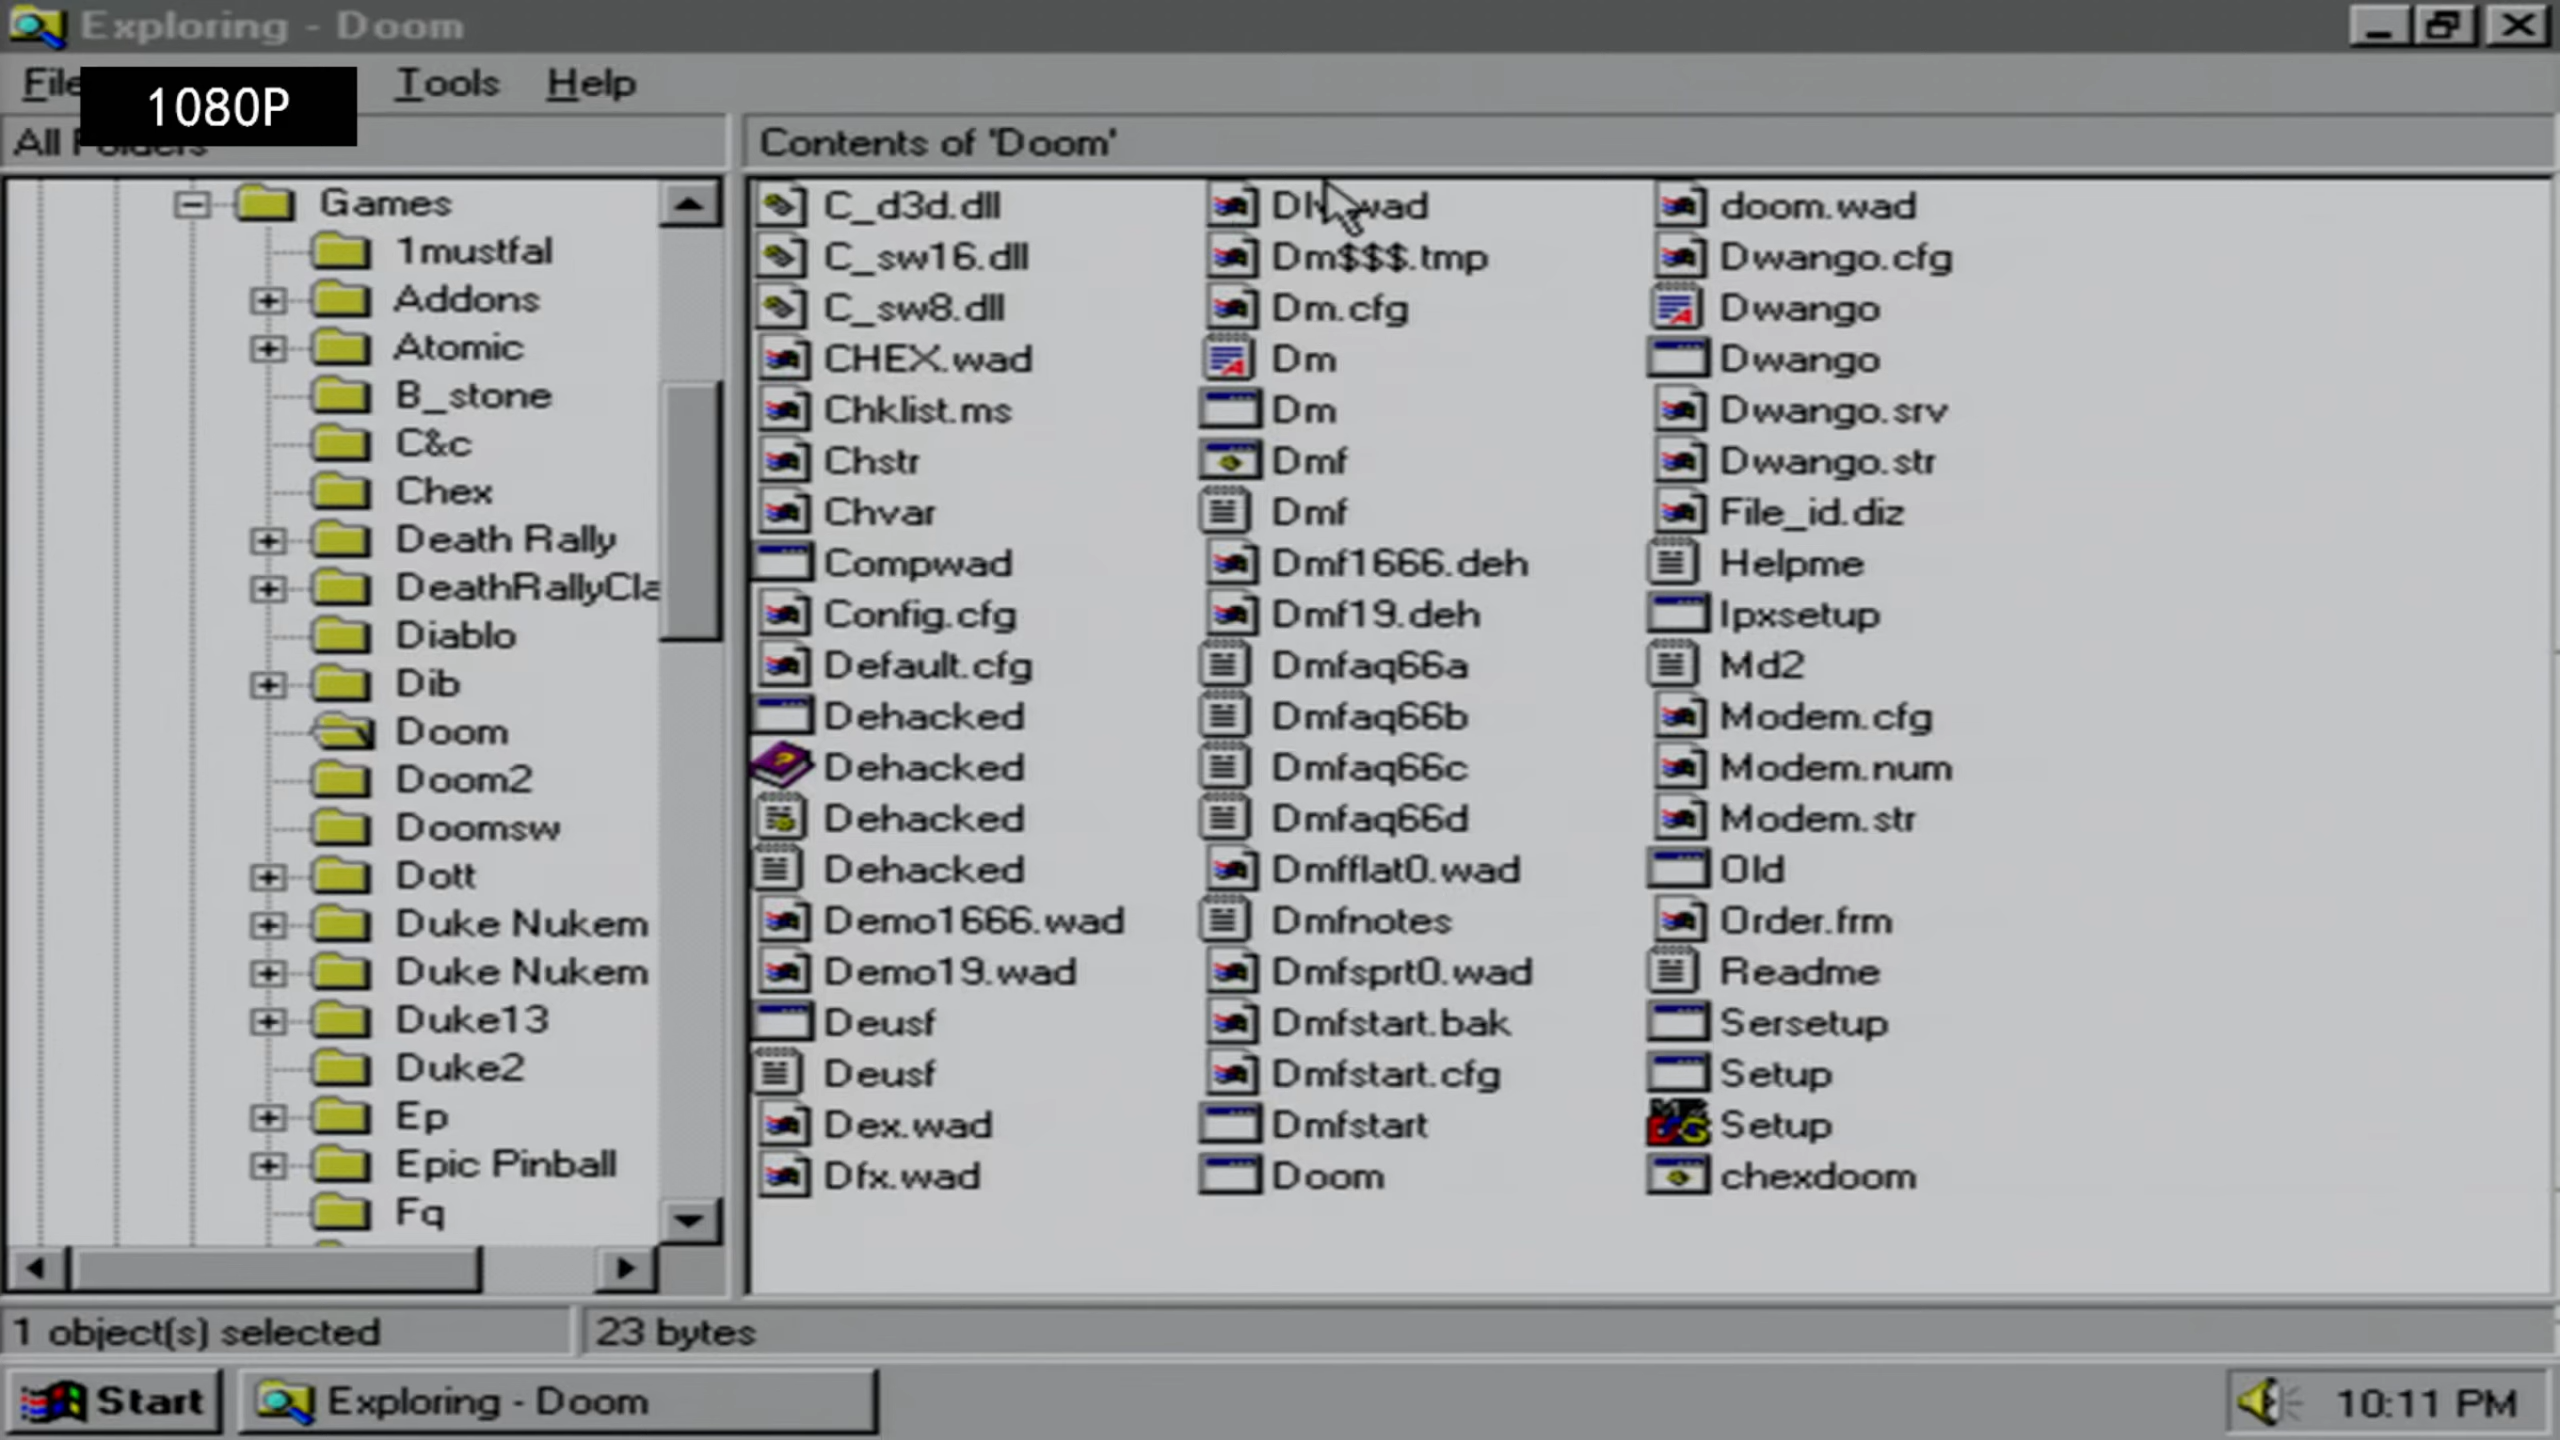 Exploring - Doom
File Tools Help
1080P
All Folders
Contents of 'Doom'
Games
1mustfal
Addons
Atomic
B_stone
C&c
Chex
Death Rally
DeathRallyCla
Diablo
Dib
Doom
Doom2
Doomsw
Dott
Duke Nukem
Duke Nukem
Duke13
Duke2
Ep
Epic Pinball
Fq
C_d3d.dll
C_sw16.dll
C_sw8.dll
CHEX.wad
Chklist.ms
Chstr
Chvar
Compwad
Config.cfg
Default.cfg
Dehacked
Dehacked
Dehacked
Dehacked
Demo1666.wad
Demo19.wad
Deusf
Deusf
Dex.wad
Dfx.wad
Dm$$$.tmp
Dm.cfg
Dm
Dm
Dmf
Dmf
Dmf1666.deh
Dmf19.deh
Dmfaq66a
Dmfaq66b
Dmfaq66c
Dmfaq66d
Dmfflat0.wad
Dmfnotes
Dmfsprt0.wad
Dmfstart.bak
Dmfstart.cfg
Dmfstart
Doom
doom.wad
Dwango.cfg
Dwango
Dwango
Dwango.srv
Dwango.str
File_id.diz
Helpme
Ipxsetup
Md2
Modem.cfg
Modem.num
Modem.str
Old
Order.frm
Readme
Sersetup
Setup
Setup
chexdoom
1 object(s) selected
23 bytes
Start
Exploring - Doom
10:11 PM